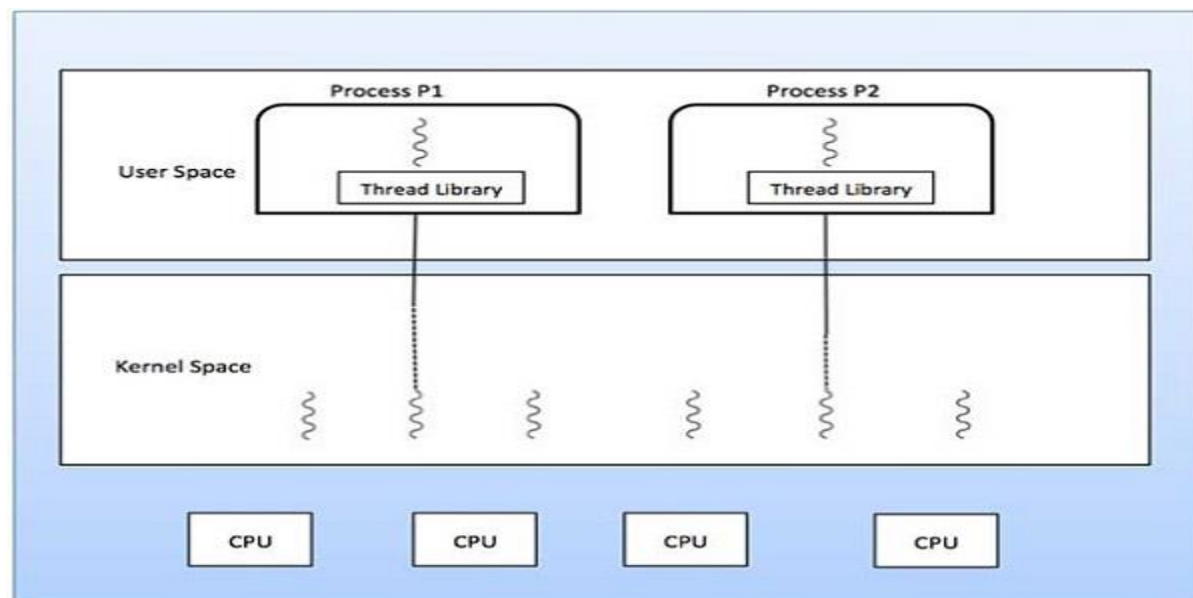 Process P1
Process P2
User Space
Thread Library
Thread Library
Kernel Space
CPU
CPU
CPU
CPU